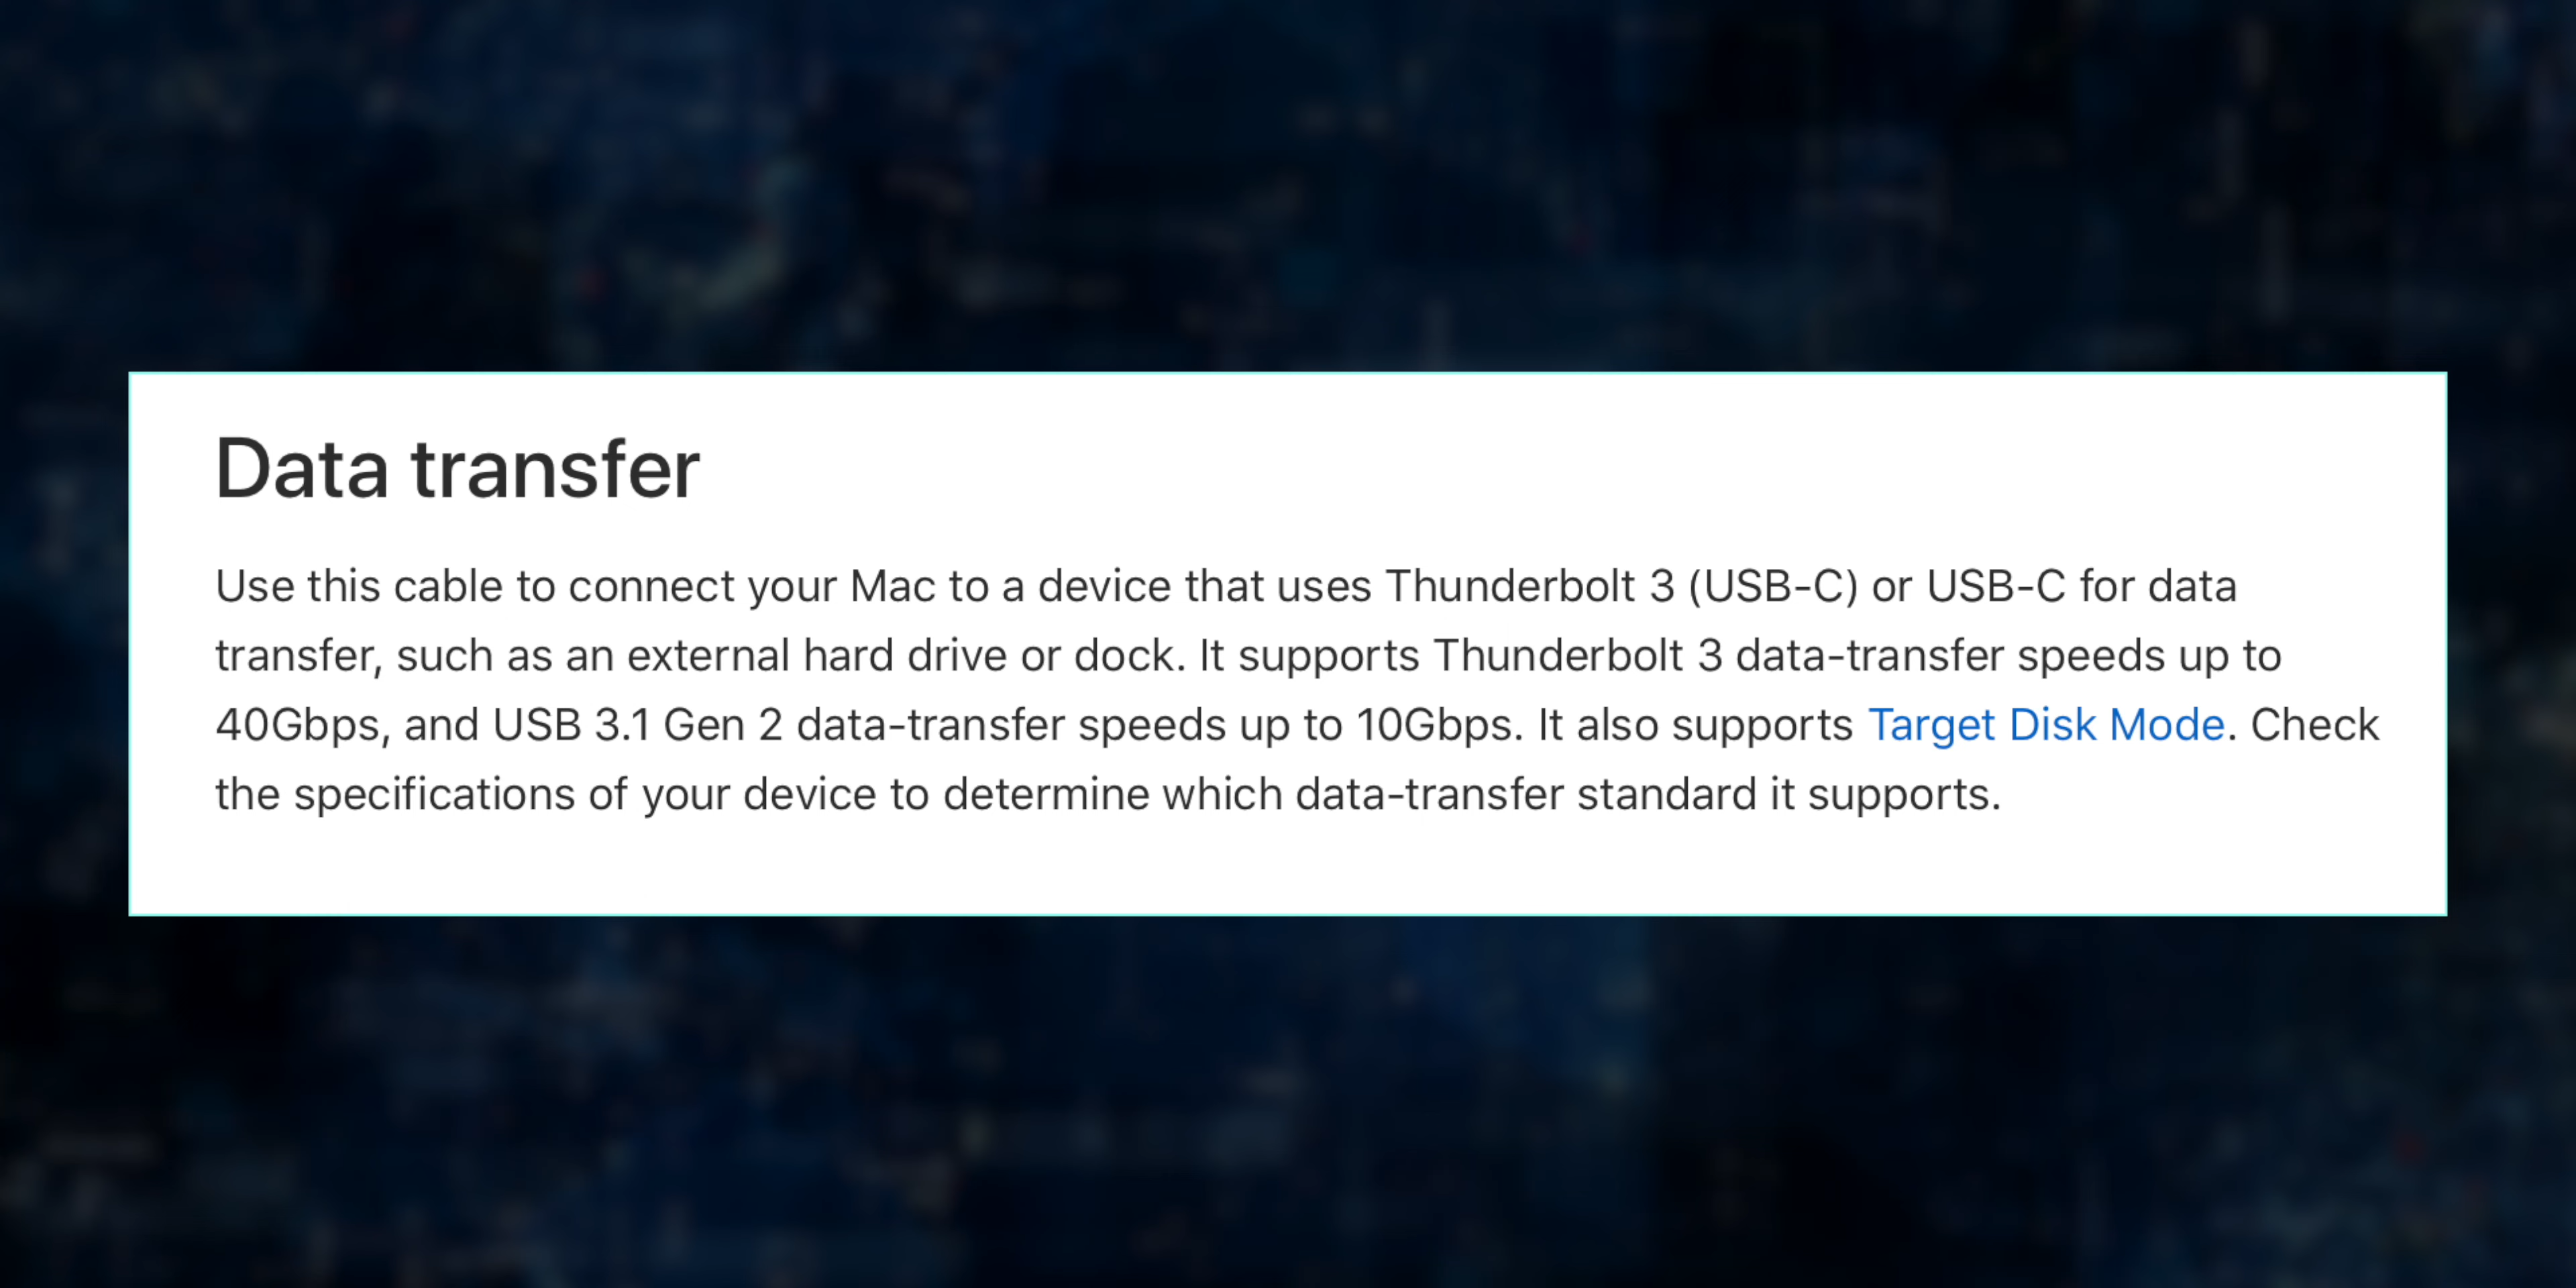 Data transfer
Use this cable to connect your Mac to a device that uses Thunderbolt 3 (USB-C) or USB-C for data
transfer, such as an external hard drive or dock. It supports Thunderbolt 3 data-transfer speeds up to
40Gbps, and USB 3.1 Gen 2 data-transfer speeds up to 10Gbps. It also supports Target Disk Mode. Check
the specifications of your device to determine which data-transfer standard it supports.